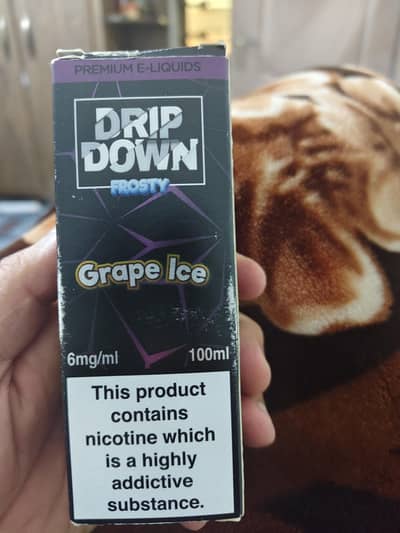 PREMIUM E-LIQUIDS
DRIP
DOWN
FROSTY
Grape Ice
6mg/ml 100ml
This product
contains
nicotine which
is a highly
addictive
substance.